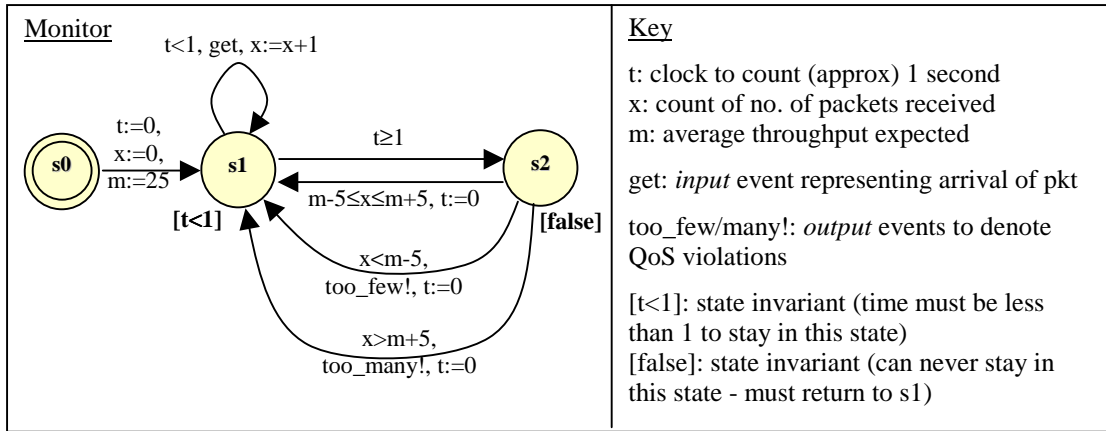 Monitor
t<1, get, x:=x+1
t:=0,
x:=0,
m:=25
s0
s1
s2
t≥1
m-5≤x≤m+5, t:=0
[t<1]
[false]
x<m-5,
too_few!, t:=0
x>m+5,
too_many!, t:=0
Key
t: clock to count (approx) 1 second
x: count of no. of packets received
m: average throughput expected
get: input event representing arrival of pkt
too_few/many!: output events to denote
QoS violations
[t<1]: state invariant (time must be less
than 1 to stay in this state)
[false]: state invariant (can never stay in
this state - must return to s1)